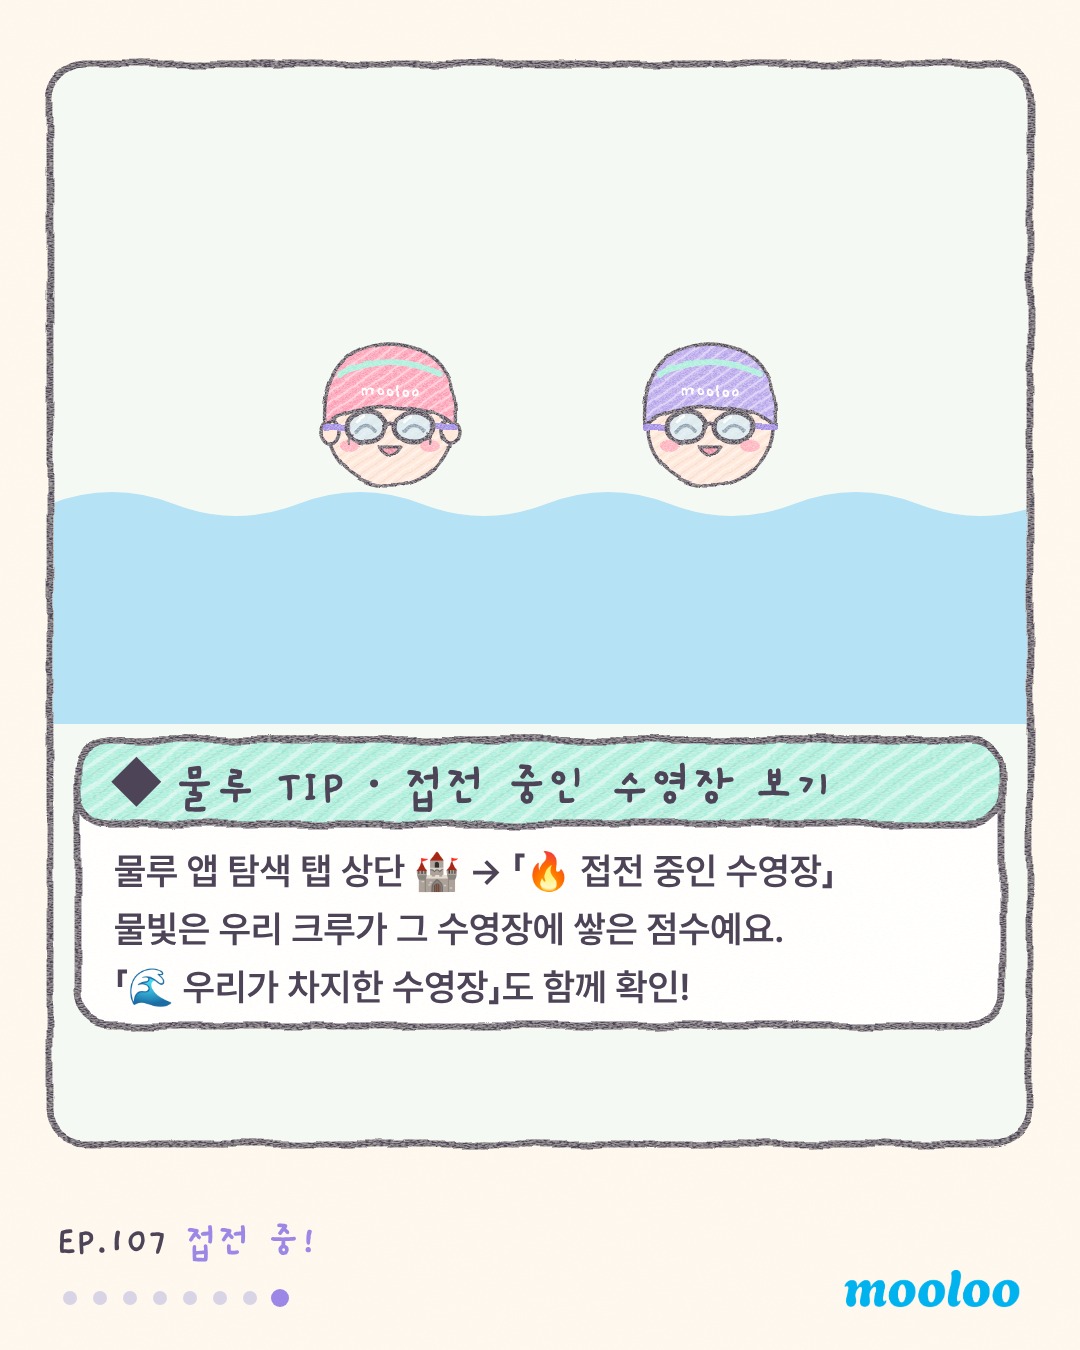 mooloo
mooloo
◆ 물루 TIP · 접전 중인 수영장 보기
물루 앱 탐색 탭 상단 🏰 → 「🔥 접전 중인 수영장」
물빛은 우리 크루가 그 수영장에 쌓은 점수예요.
「🌊 우리가 차지한 수영장」도 함께 확인!
EP.107 접전 중!
mooloo